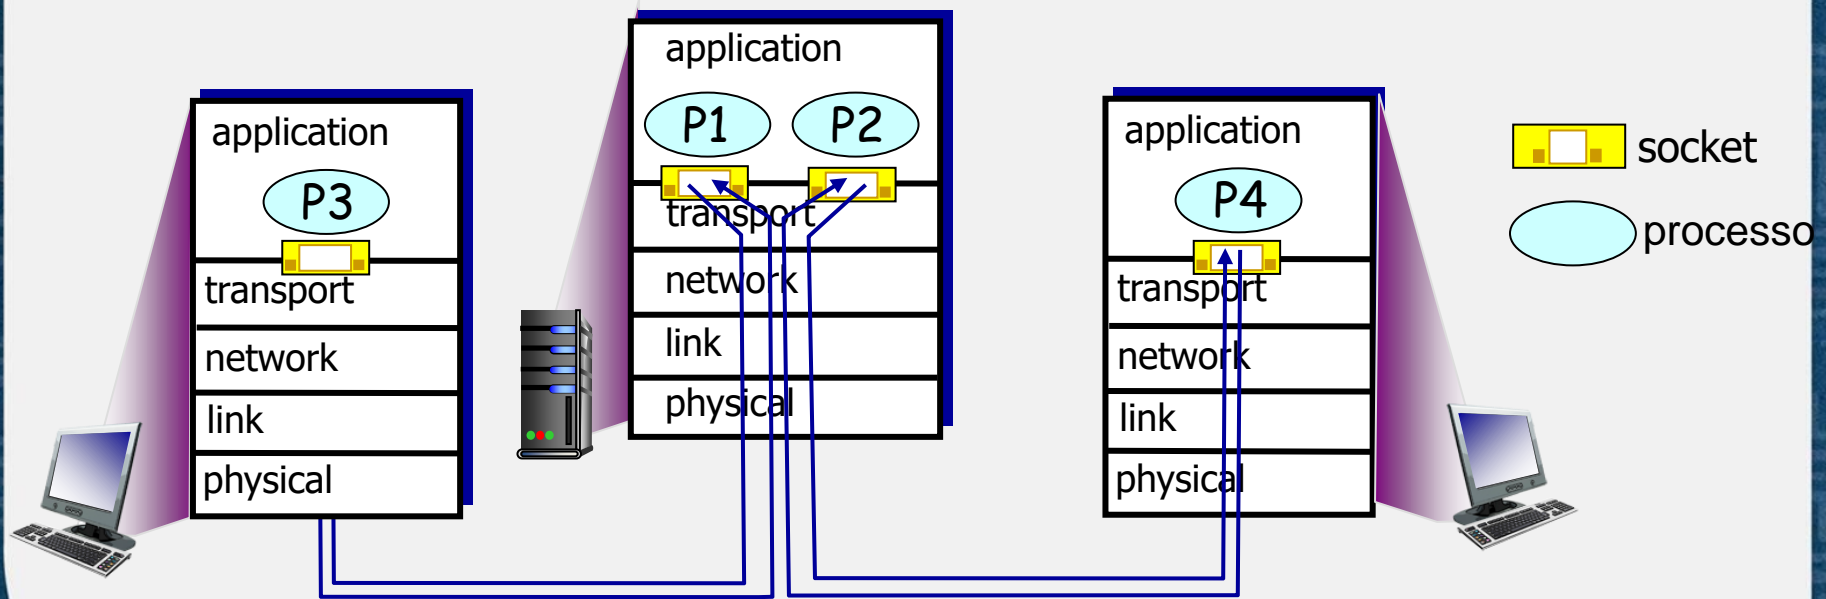 application
P3
transport
network
link
physical
application
P1 P2
transport
network
link
physical
application
P4
transport
network
link
physical
socket
processo